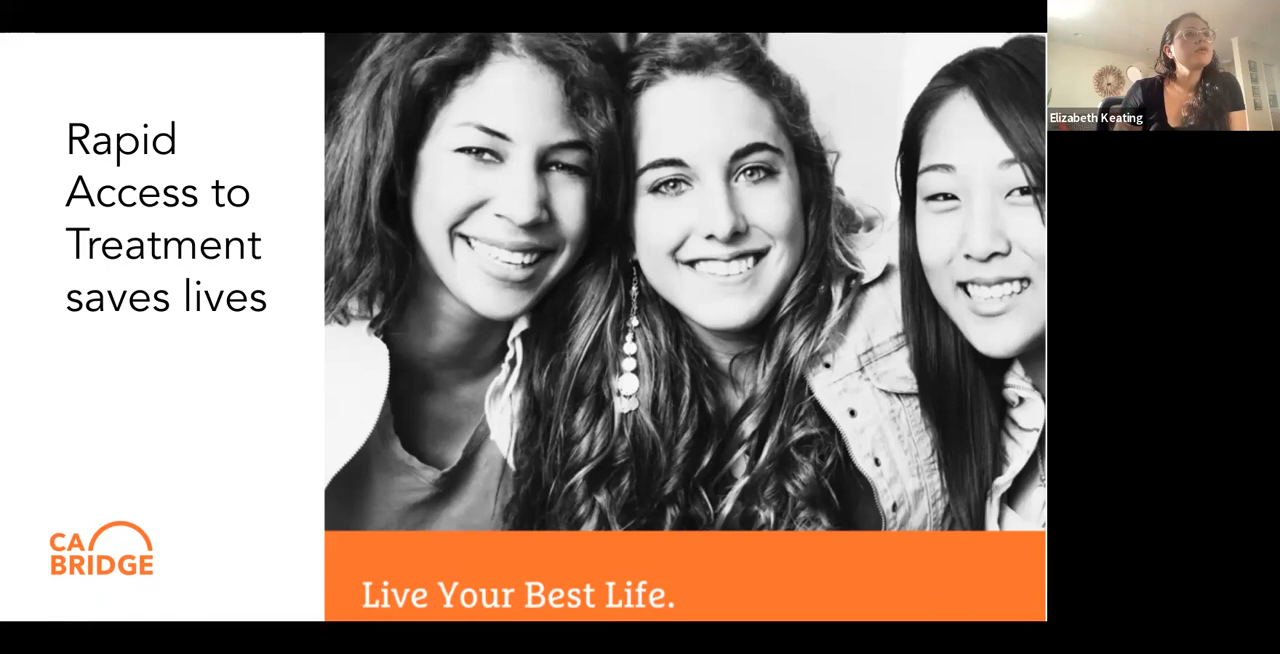 Rapid
Access to
Treatment
saves lives
CA
BRIDGE
Live Your Best Life.
Elizabeth Keating